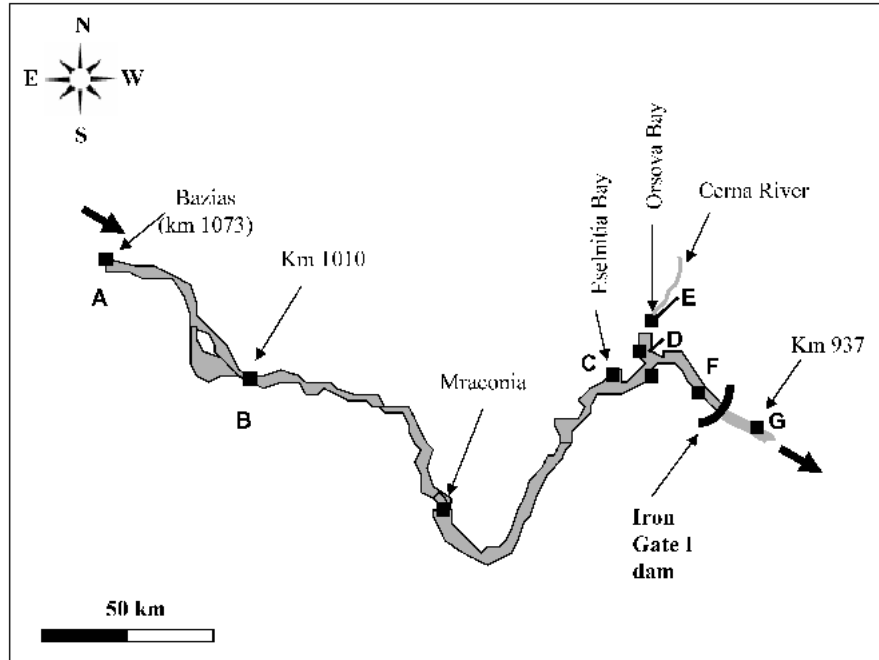 N
E W
S
Bazias
(km 1073)
A
Km 1010
B
Mraconia
Eselnitia Bay
Orsova Bay
Cerna River
E
D
C
F
Km 937
G
Iron
Gate I
dam
50 km